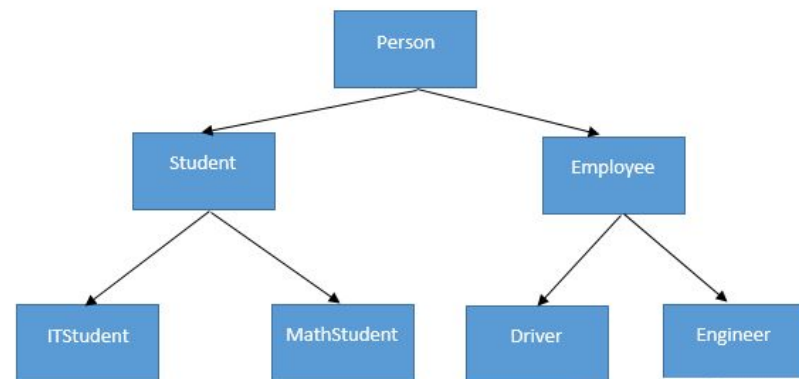 Person
Student
Employee
ITStudent
MathStudent
Driver
Engineer